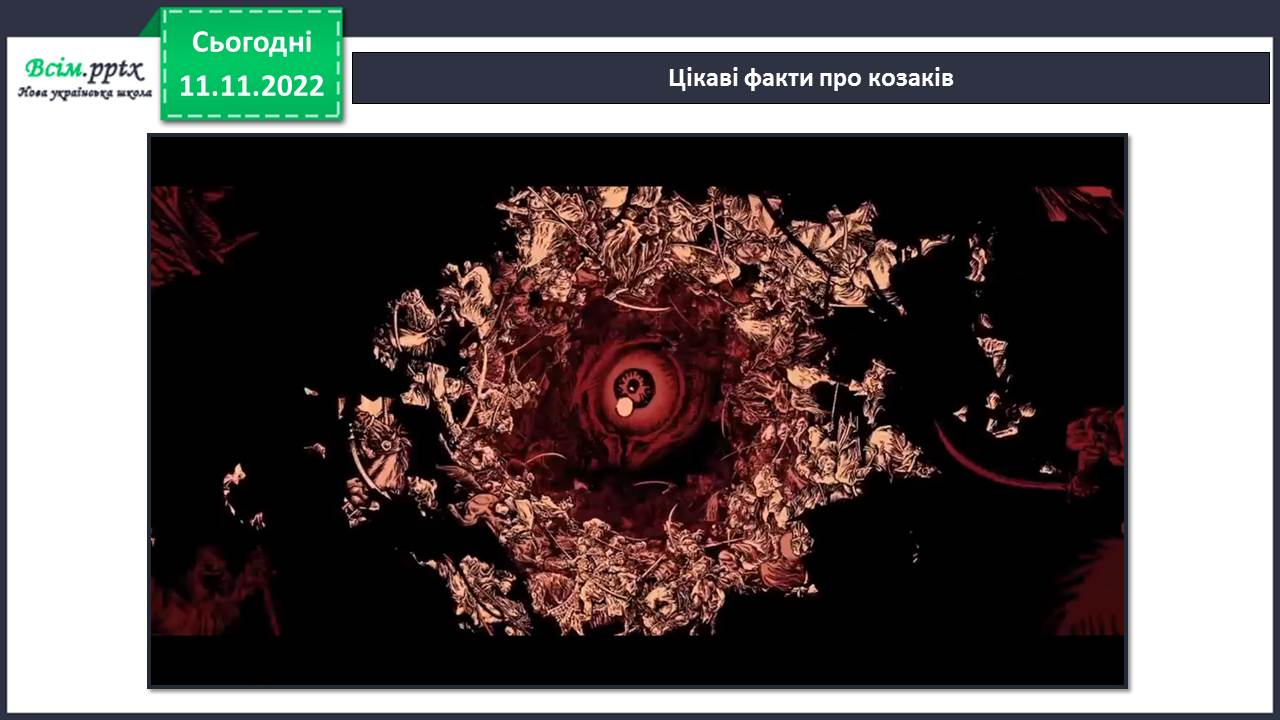 Сьогодні
11.11.2022
Всім.pptx
Нова українська школа
Цікаві факти про козаків